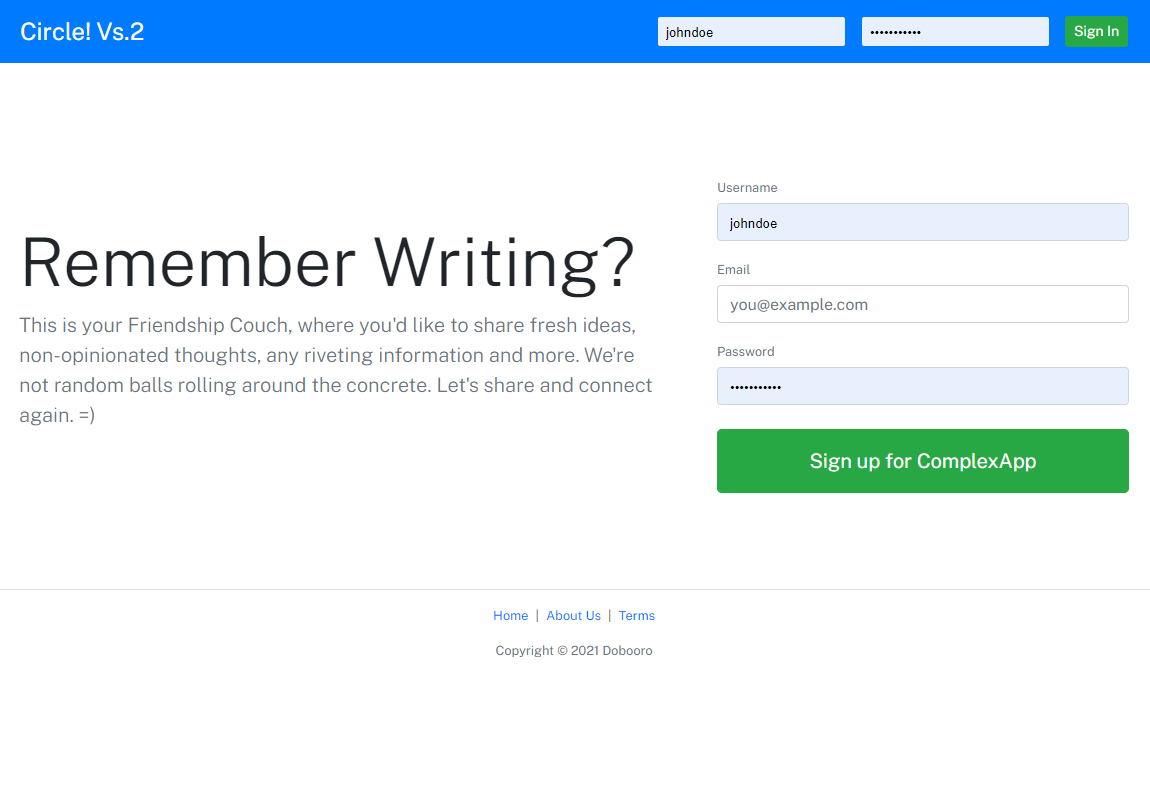 Circle! Vs.2
johndoe
•••••••••••
Sign In
Remember Writing?
This is your Friendship Couch, where you'd like to share fresh ideas,
non-opinionated thoughts, any riveting information and more. We're
not random balls rolling around the concrete. Let's share and connect
again. =)
Username
johndoe
Email
you@example.com
Password
•••••••••••
Sign up for ComplexApp
Home | About Us | Terms
Copyright © 2021 Dobooro